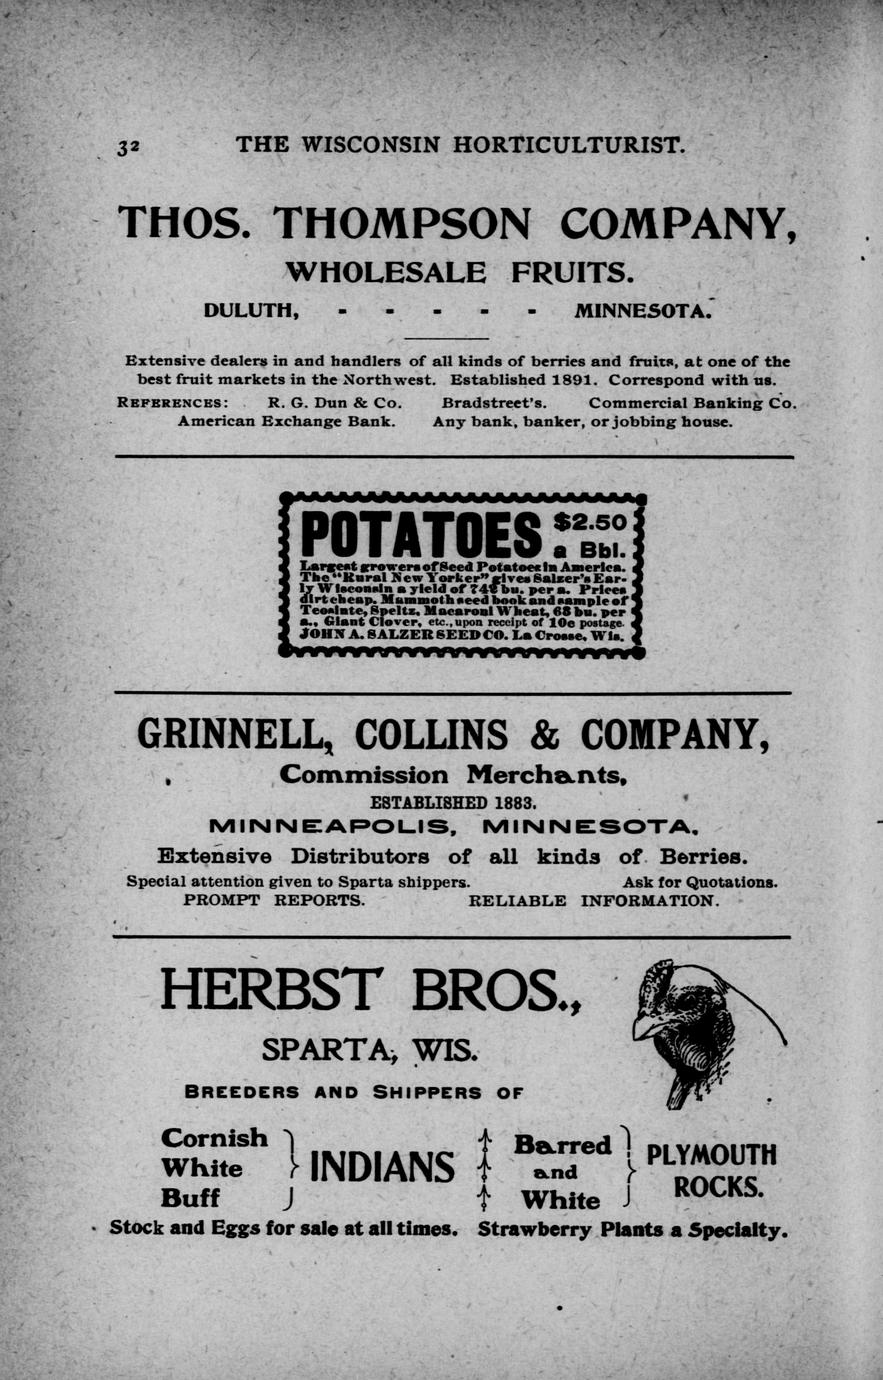 32 THE WISCONSIN HORTICULTURIST.
THOS. THOMPSON COMPANY,
WHOLESALE FRUITS.
DULUTH, - - - - - MINNESOTA.
Extensive dealers in and handlers of all kinds of berries and fruits, at one of the
best fruit markets in the Northwest. Established 1891. Correspond with us.
REFERENCES: R. G. Dun & Co. Bradstreet's. Commercial Banking Co.
American Exchange Bank. Any bank, banker, or jobbing house.
POTATOES $2.50
a Bbl.
Largest growers of Seed Potatoes in America.
The "Rural New Yorker" gives Salzer's Ear-
ly Wisconsin a yield of 742 bu. per a. Prices
dirt cheap. Mammoth seed book and sample of
Teosinte, Speltz, Macaroni Wheat, 68 bu. per
a., Giant Clover, etc., upon receipt of 10c postage.
JOHN A. SALZER SEED CO. La Crosse, Wis.
GRINNELL, COLLINS & COMPANY,
Commission Merchants,
ESTABLISHED 1883.
MINNEAPOLIS, MINNESOTA,
Extensive Distributors of all kinds of Berries.
Special attention given to Sparta shippers. Ask for Quotations.
PROMPT REPORTS. RELIABLE INFORMATION.
HERBST BROS.,
SPARTA, WIS.
BREEDERS AND SHIPPERS OF
Cornish
White
Buff
INDIANS
Barred
and
White
PLYMOUTH
ROCKS.
Stock and Eggs for sale at all times. Strawberry Plants a Specialty.